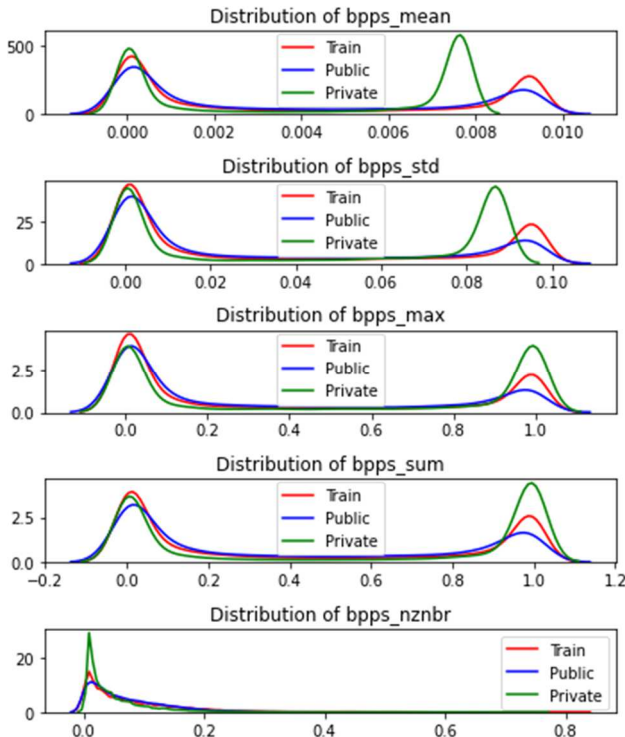 Distribution of bpps_mean
500
0
Train
Public
Private
0.000 0.002 0.004 0.006 0.008 0.010
Distribution of bpps_std
25
0
Train
Public
Private
0.00 0.02 0.04 0.06 0.08 0.10
Distribution of bpps_max
2.5
0.0
Train
Public
Private
0.0 0.2 0.4 0.6 0.8 1.0
Distribution of bpps_sum
2.5
0.0
Train
Public
Private
−0.2 0.0 0.2 0.4 0.6 0.8 1.0 1.2
Distribution of bpps_nznbr
20
0
Train
Public
Private
0.0 0.2 0.4 0.6 0.8